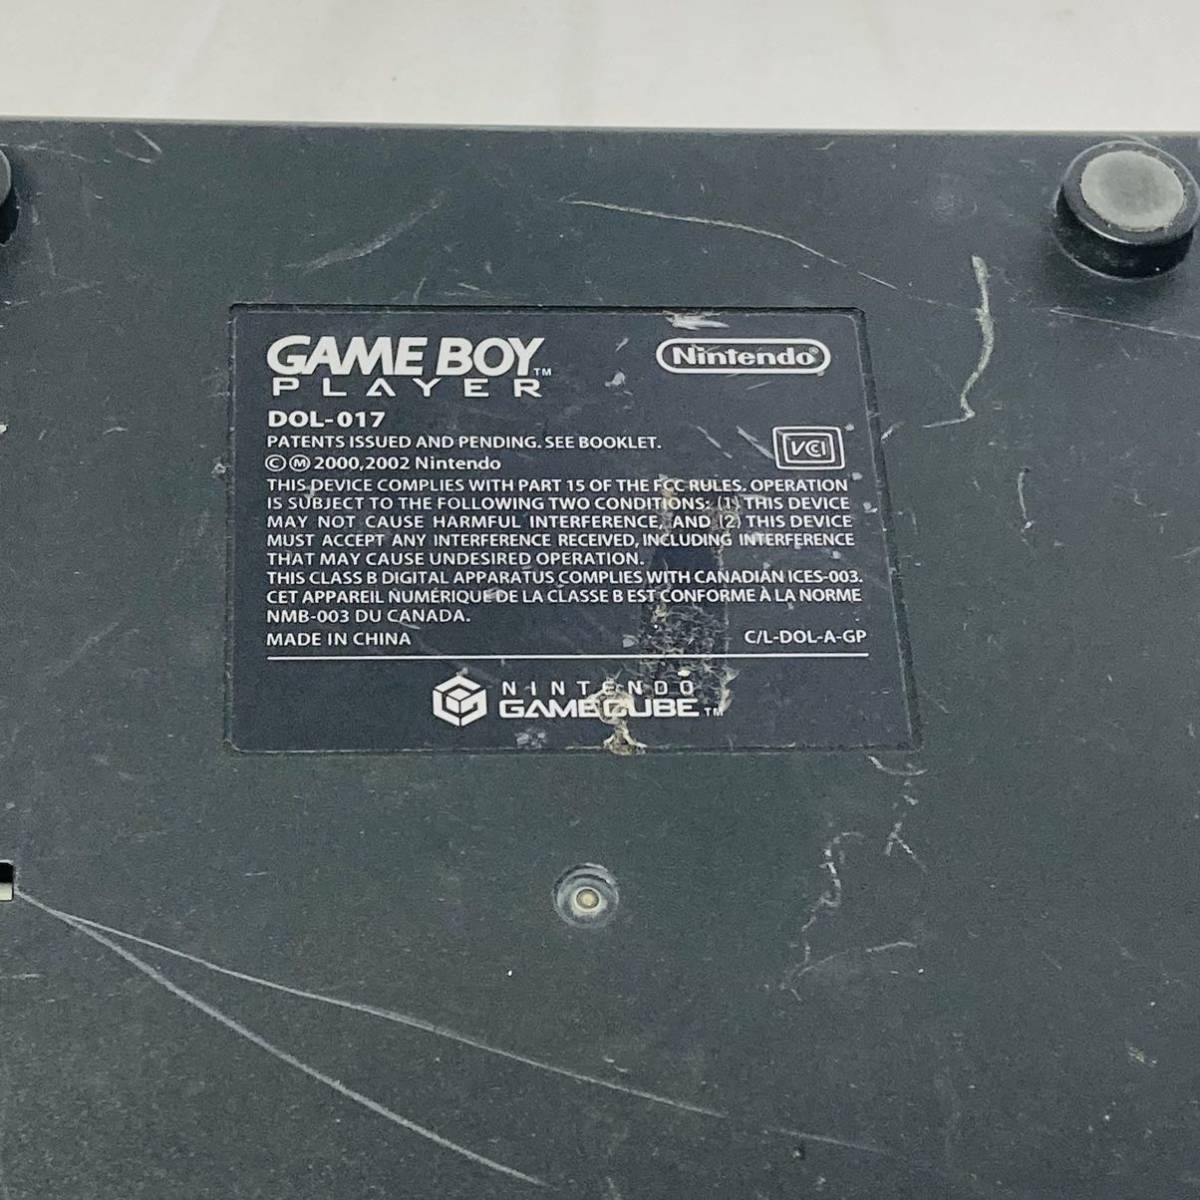 GAME BOY™ Nintendo®
PLAYER
DOL-017
PATENTS ISSUED AND PENDING. SEE BOOKLET. VCI
©Ⓜ 2000,2002 Nintendo
THIS DEVICE COMPLIES WITH PART 15 OF THE FCC RULES. OPERATION
IS SUBJECT TO THE FOLLOWING TWO CONDITIONS: (1) THIS DEVICE
MAY NOT CAUSE HARMFUL INTERFERENCE, AND (2) THIS DEVICE
MUST ACCEPT ANY INTERFERENCE RECEIVED, INCLUDING INTERFERENCE
THAT MAY CAUSE UNDESIRED OPERATION.
THIS CLASS B DIGITAL APPARATUS COMPLIES WITH CANADIAN ICES-003.
CET APPAREIL NUMÉRIQUE DE LA CLASSE B EST CONFORME À LA NORME
NMB-003 DU CANADA.
MADE IN CHINA C/L-DOL-A-GP
NINTENDO
GAMECUBE™